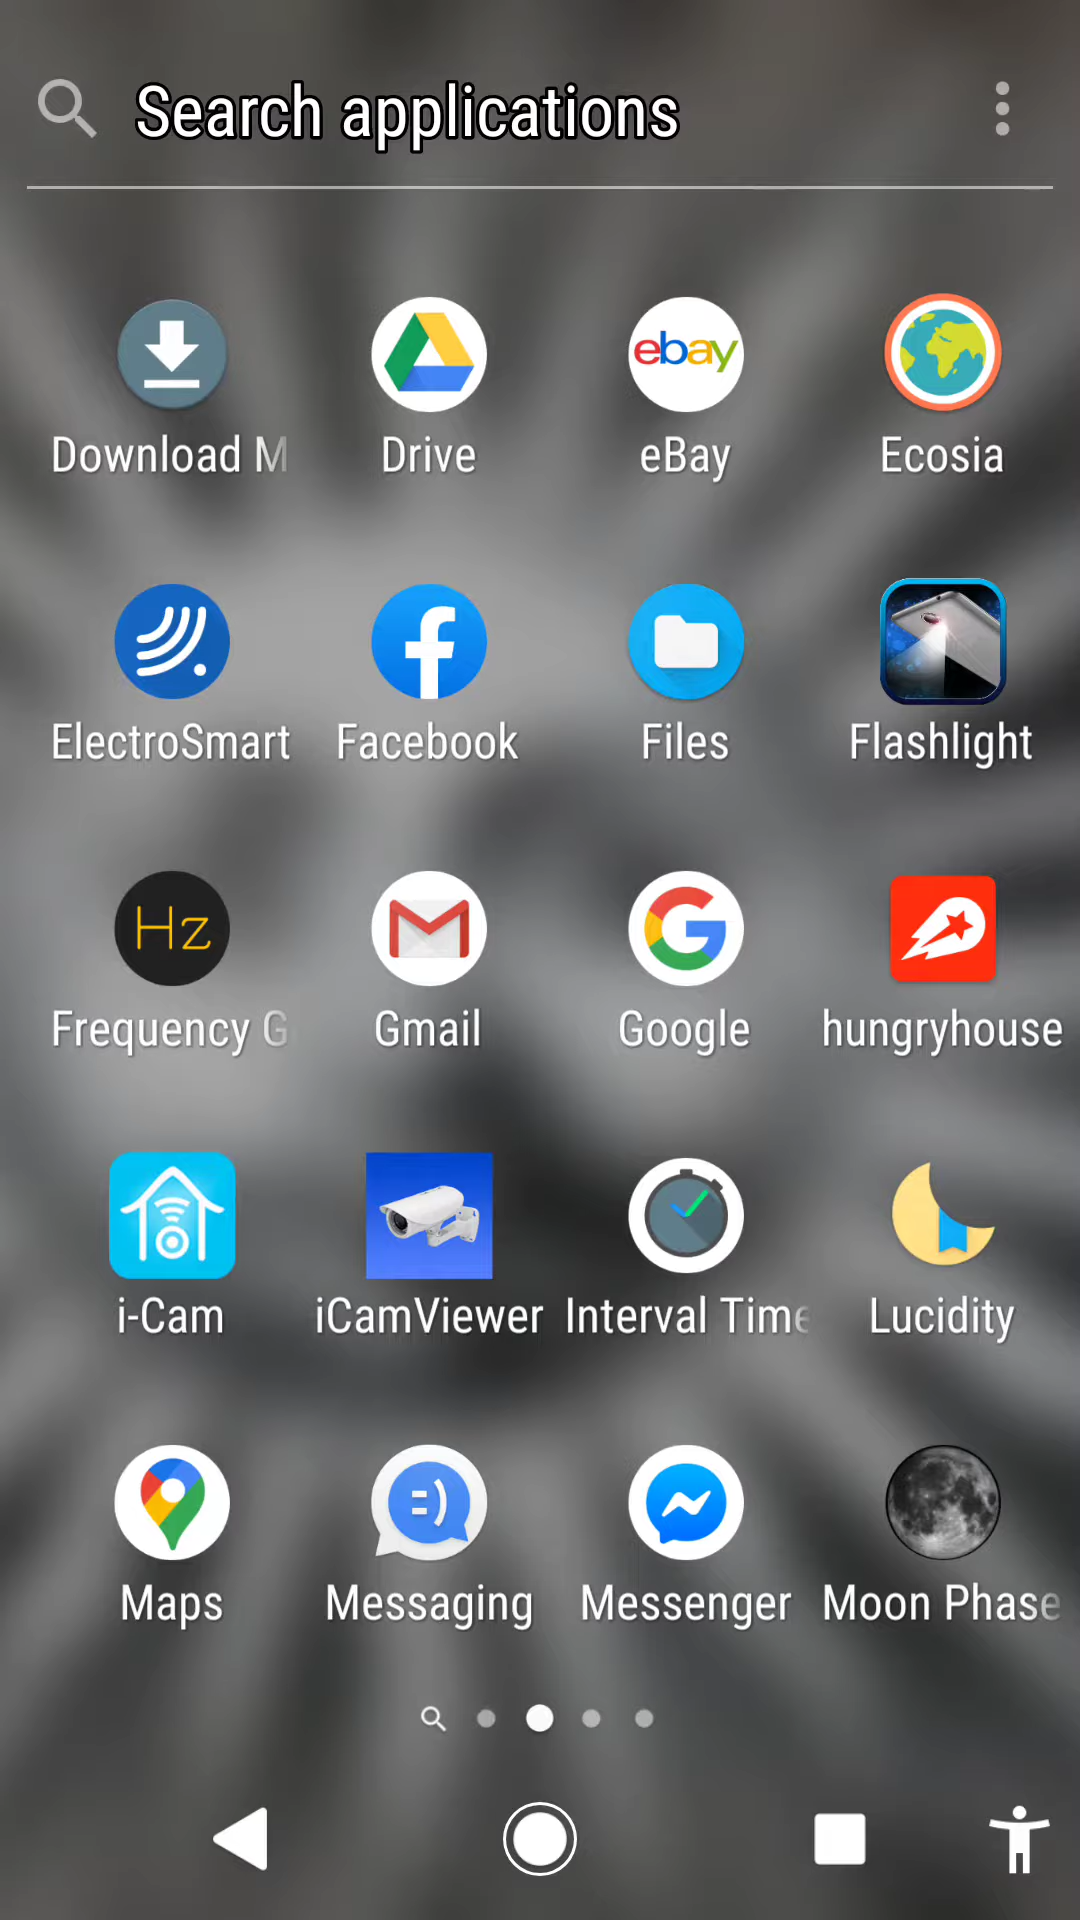 Search applications
ebay
Download M
Drive
eBay
Ecosia
ElectroSmart
Facebook
Files
Flashlight
Hz
Frequency G
Gmail
Google
hungryhouse
i-Cam
iCamViewer
Interval Time
Lucidity
Maps
Messaging
Messenger
Moon Phase